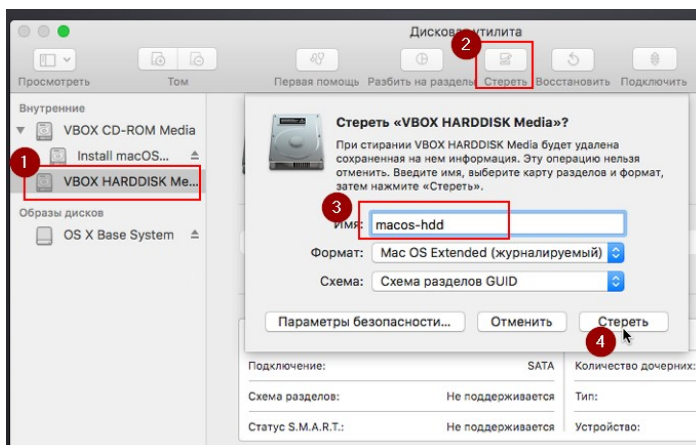 Дисковая утилита
2
Просмотреть
Том
Первая помощь
Разбить на разделы
Стереть
Восстановить
Подключить
Внутренние
VBOX CD-ROM Media
1
Install macOS...
VBOX HARDDISK Me...
Образы дисков
OS X Base System
Стереть «VBOX HARDDISK Media»?
При стирании VBOX HARDDISK Media будет удалена
сохраненная на нем информация. Эту операцию нельзя
отменить. Введите имя, выберите карту разделов и формат,
затем нажмите «Стереть».
3
Имя: macos-hdd
Формат: Mac OS Extended (журналируемый)
Схема: Схема разделов GUID
Параметры безопасности...
Отменить
Стереть
4
Подключение: SATA
Количество дочерних:
Схема разделов: Не поддерживается
Тип:
Статус S.M.A.R.T.: Не поддерживается
Устройство: